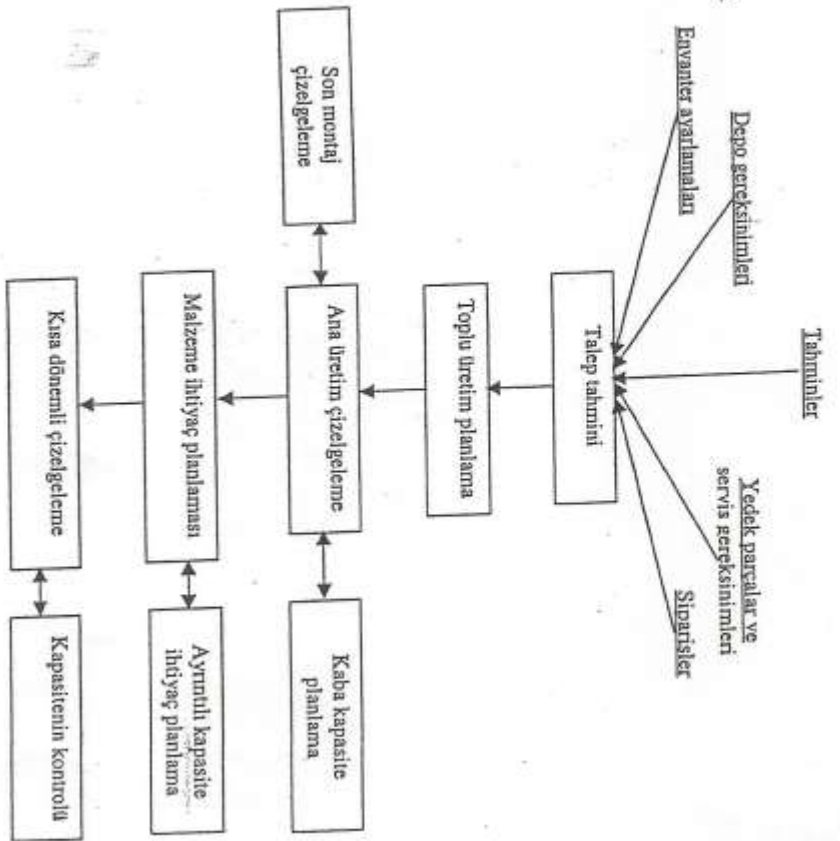 Tahminler
Depo gereksinimleri
Envanter ayarlamaları
Yedek parçalar ve
servis gereksinimleri
Siparişler
Talep tahmini
Toplu üretim planlama
Son montaj
çizelgeleme
Ana üretim çizelgeleme
Kaba kapasite
planlama
Malzeme ihtiyaç planlaması
Ayrıntılı kapasite
ihtiyaç planlama
Kısa dönemli çizelgeleme
Kapasitenin kontrolü